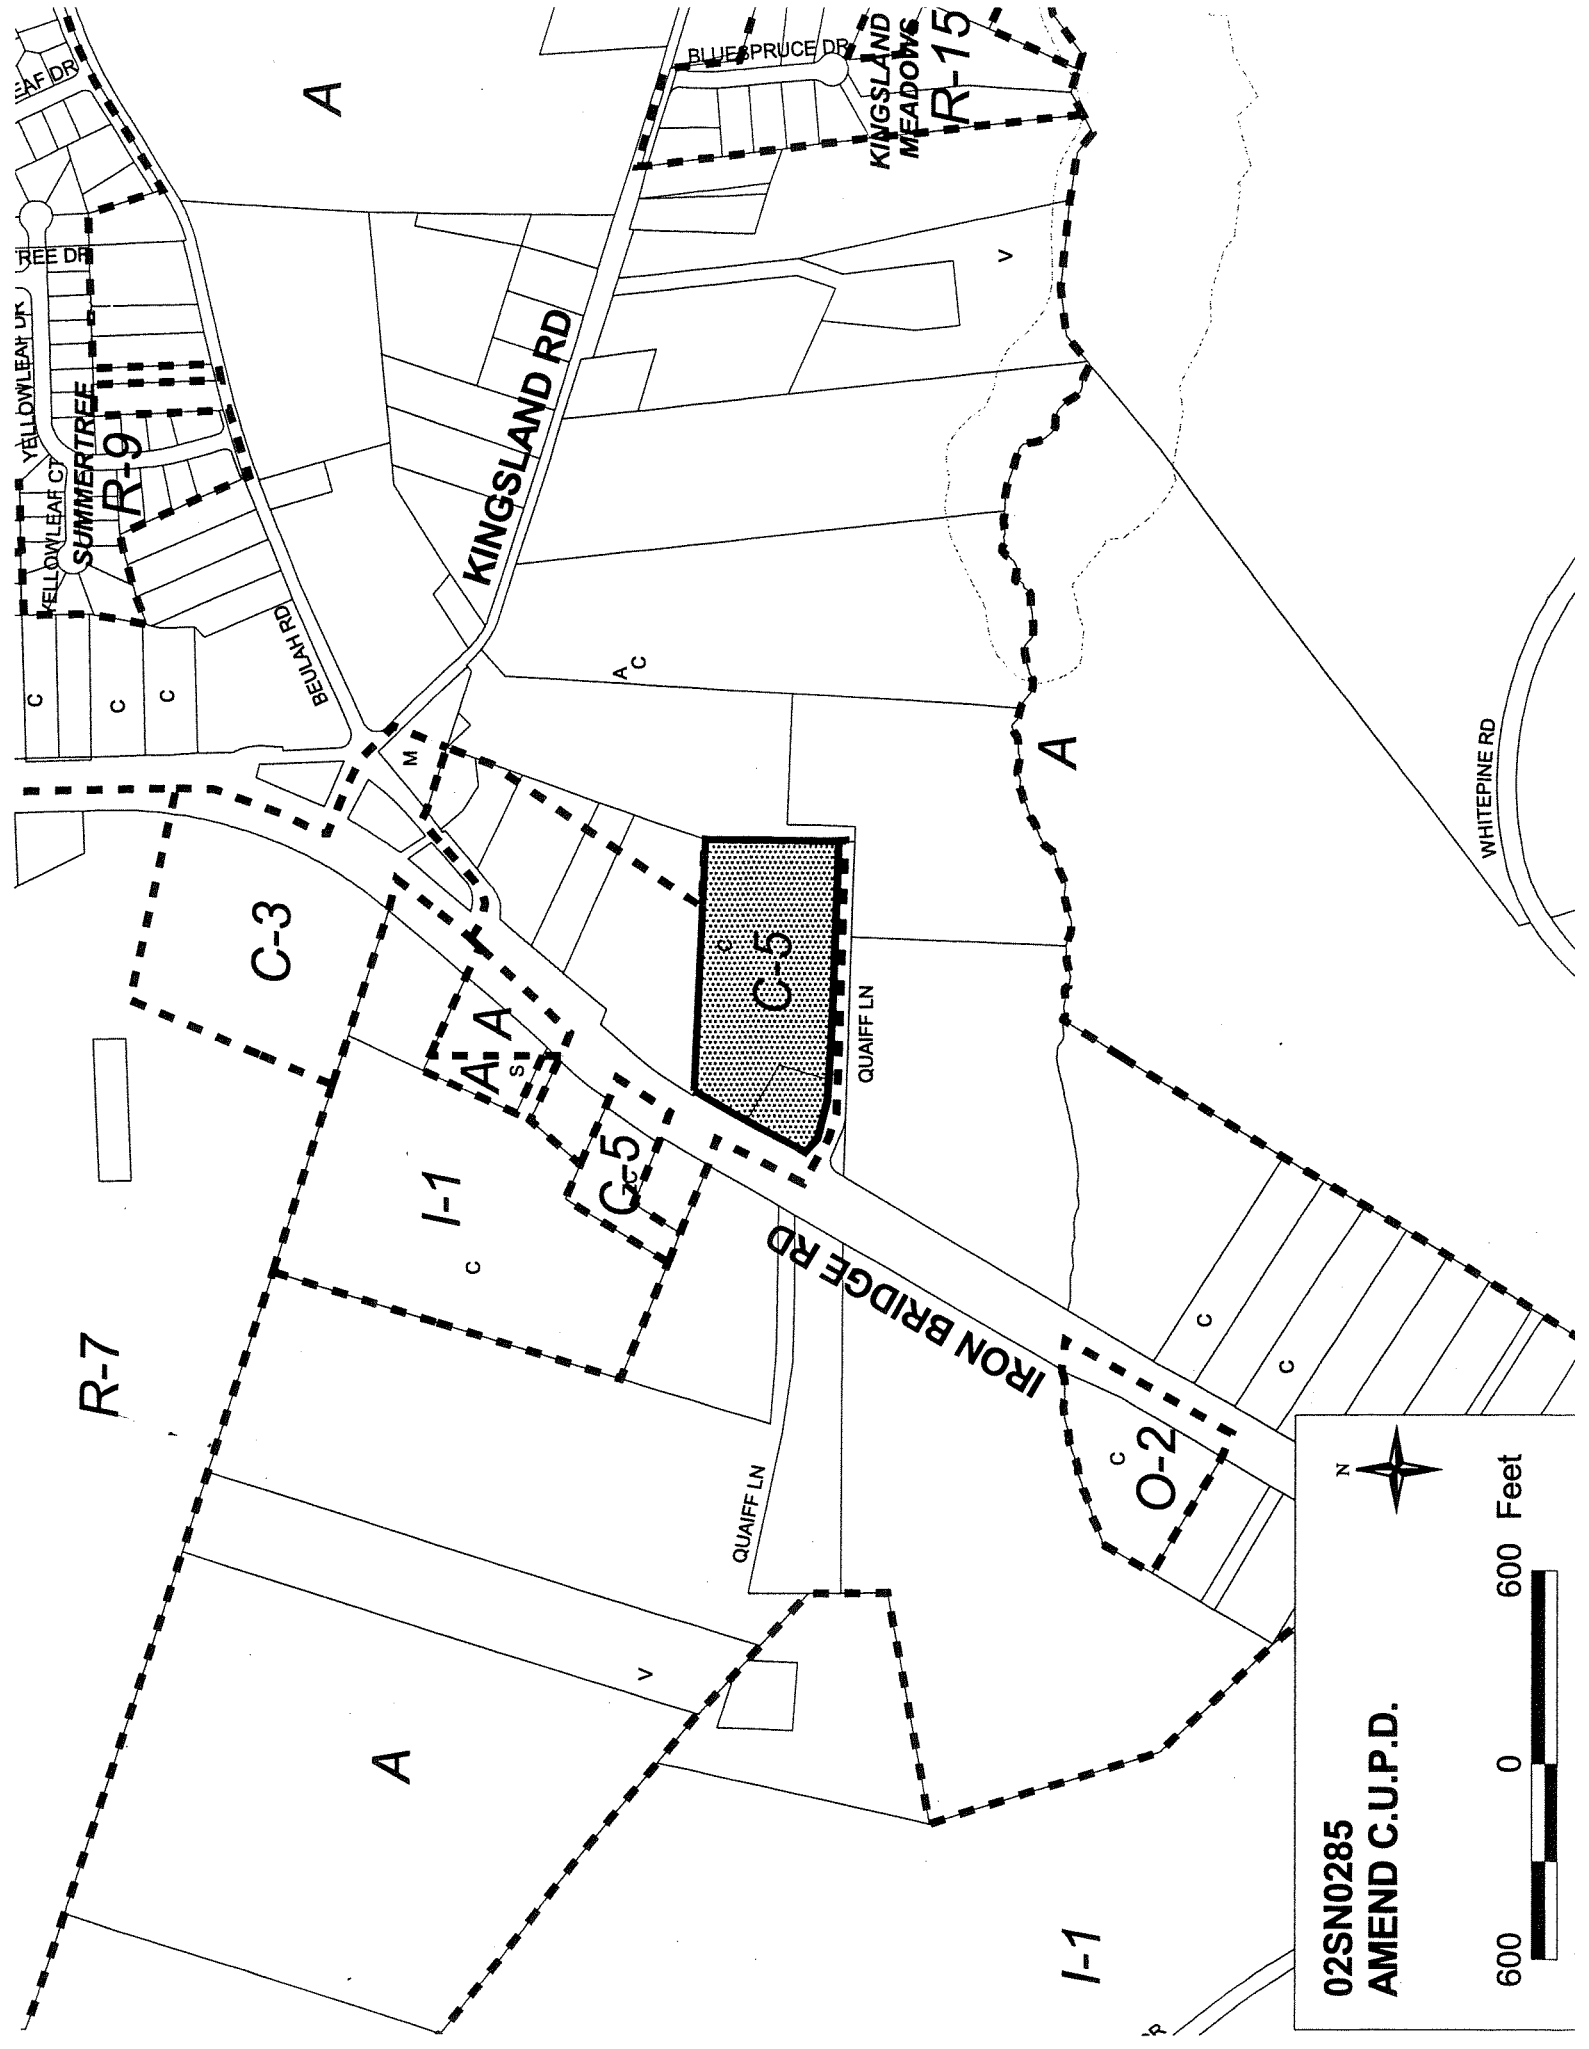 EAF DR
REE DR
YELLOWLEAF DR
YELLOWLEAF CT
SUMMERTREE
R-9
C
C
C
BEULAH RD
A
KINGSLAND RD
BLUESPRUCE DR
KINGSLAND
MEADOWS
R-15
V
A
C
M
C-3
A
A
S
C-5
C
C-5
QUAIFF LN
A
WHITEPINE RD
R-7
I-1
C
IRON BRIDGE RD
QUAIFF LN
C
C
C
O-2
A
V
I-1
DR
02SN0285
AMEND C.U.P.D.
N
600 0 600 Feet